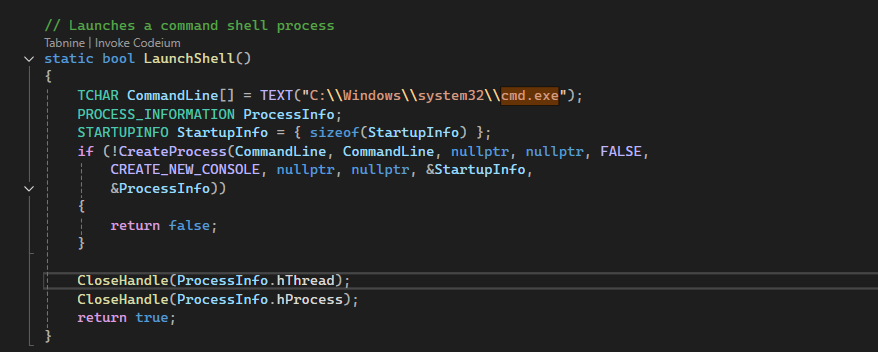 // Launches a command shell process
Tabnine | Invoke Codeium
static bool LaunchShell()
{
    TCHAR CommandLine[] = TEXT("C:\\Windows\\system32\\cmd.exe");
    PROCESS_INFORMATION ProcessInfo;
    STARTUPINFO StartupInfo = { sizeof(StartupInfo) };
    if (!CreateProcess(CommandLine, CommandLine, nullptr, nullptr, FALSE,
        CREATE_NEW_CONSOLE, nullptr, nullptr, &StartupInfo,
        &ProcessInfo))
    {
        return false;
    }

    CloseHandle(ProcessInfo.hThread);
    CloseHandle(ProcessInfo.hProcess);
    return true;
}